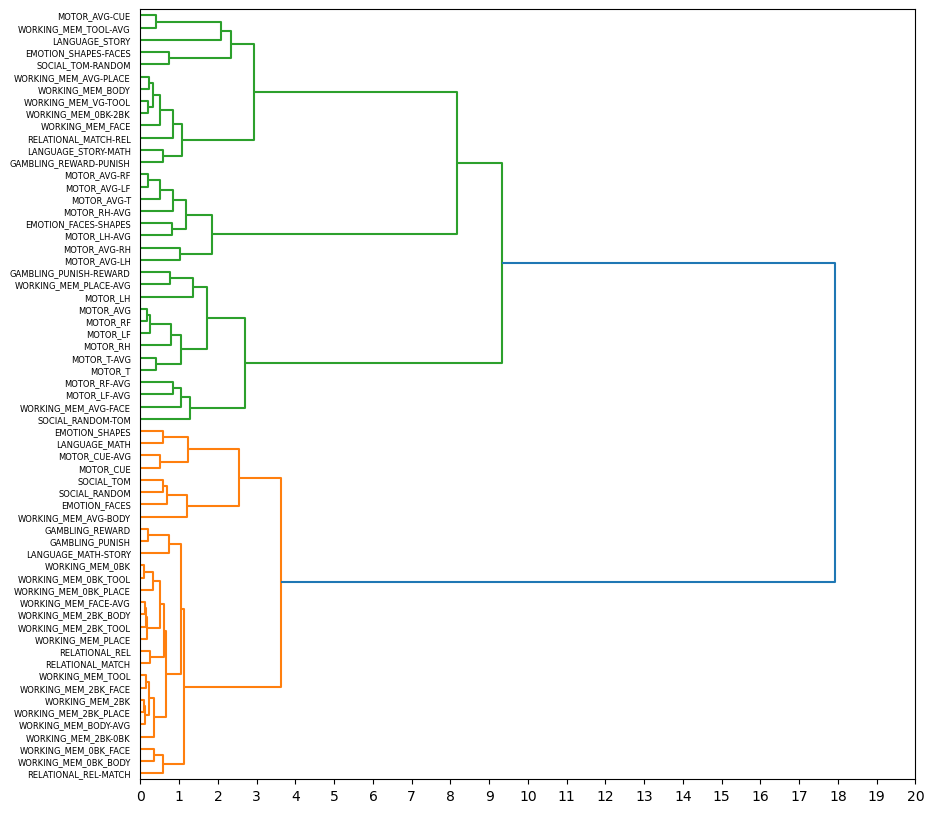 MOTOR_AVG-CUE
WORKING_MEM_TOOL-AVG
LANGUAGE_STORY
EMOTION_SHAPES-FACES
SOCIAL_TOM-RANDOM
WORKING_MEM_AVG-PLACE
WORKING_MEM_BODY
WORKING_MEM_VG-TOOL
WORKING_MEM_0BK-2BK
WORKING_MEM_FACE
RELATIONAL_MATCH-REL
LANGUAGE_STORY-MATH
GAMBLING_REWARD-PUNISH
MOTOR_AVG-RF
MOTOR_AVG-LF
MOTOR_AVG-T
MOTOR_RH-AVG
EMOTION_FACES-SHAPES
MOTOR_LH-AVG
MOTOR_AVG-RH
MOTOR_AVG-LH
GAMBLING_PUNISH-REWARD
WORKING_MEM_PLACE-AVG
MOTOR_LH
MOTOR_AVG
MOTOR_RF
MOTOR_LF
MOTOR_RH
MOTOR_T-AVG
MOTOR_T
MOTOR_RF-AVG
MOTOR_LF-AVG
WORKING_MEM_AVG-FACE
SOCIAL_RANDOM-TOM
EMOTION_SHAPES
LANGUAGE_MATH
MOTOR_CUE-AVG
MOTOR_CUE
SOCIAL_TOM
SOCIAL_RANDOM
EMOTION_FACES
WORKING_MEM_AVG-BODY
GAMBLING_REWARD
GAMBLING_PUNISH
LANGUAGE_MATH-STORY
WORKING_MEM_0BK
WORKING_MEM_0BK_TOOL
WORKING_MEM_0BK_PLACE
WORKING_MEM_FACE-AVG
WORKING_MEM_2BK_BODY
WORKING_MEM_2BK_TOOL
WORKING_MEM_PLACE
RELATIONAL_REL
RELATIONAL_MATCH
WORKING_MEM_TOOL
WORKING_MEM_2BK_FACE
WORKING_MEM_2BK
WORKING_MEM_2BK_PLACE
WORKING_MEM_BODY-AVG
WORKING_MEM_2BK-0BK
WORKING_MEM_0BK_FACE
WORKING_MEM_0BK_BODY
RELATIONAL_REL-MATCH
0 1 2 3 4 5 6 7 8 9 10 11 12 13 14 15 16 17 18 19 20